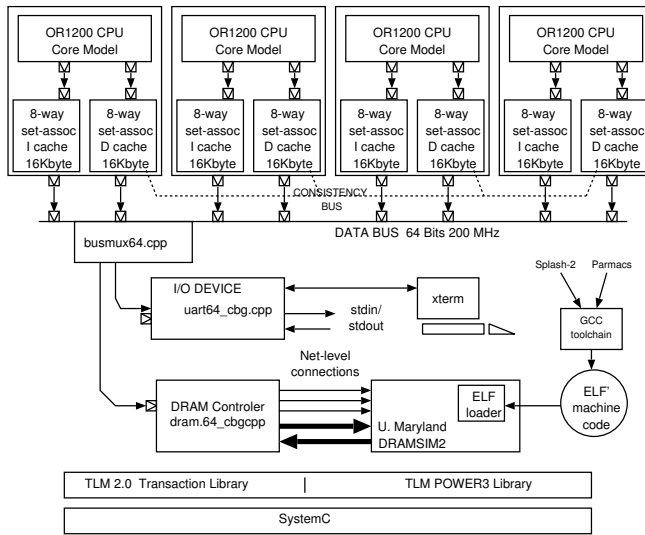 OR1200 CPU
Core Model
OR1200 CPU
Core Model
OR1200 CPU
Core Model
OR1200 CPU
Core Model
8-way
set-assoc
I cache
16Kbyte
8-way
set-assoc
D cache
16Kbyte
8-way
set-assoc
I cache
16Kbyte
8-way
set-assoc
D cache
16Kbyte
8-way
set-assoc
I cache
16Kbyte
8-way
set-assoc
D cache
16Kbyte
8-way
set-assoc
I cache
16Kbyte
8-way
set-assoc
D cache
16Kbyte
CONSISTENCY
BUS
DATA BUS 64 Bits 200 MHz
busmux64.cpp
I/O DEVICE
uart64_cbg.cpp
stdin/
stdout
xterm
Splash-2
Parmacs
GCC
toolchain
Net-level
connections
DRAM Controler
dram.64_cbgcpp
ELF
loader
U. Maryland
DRAMSIM2
ELF'
machine
code
TLM 2.0 Transaction Library | TLM POWER3 Library
SystemC